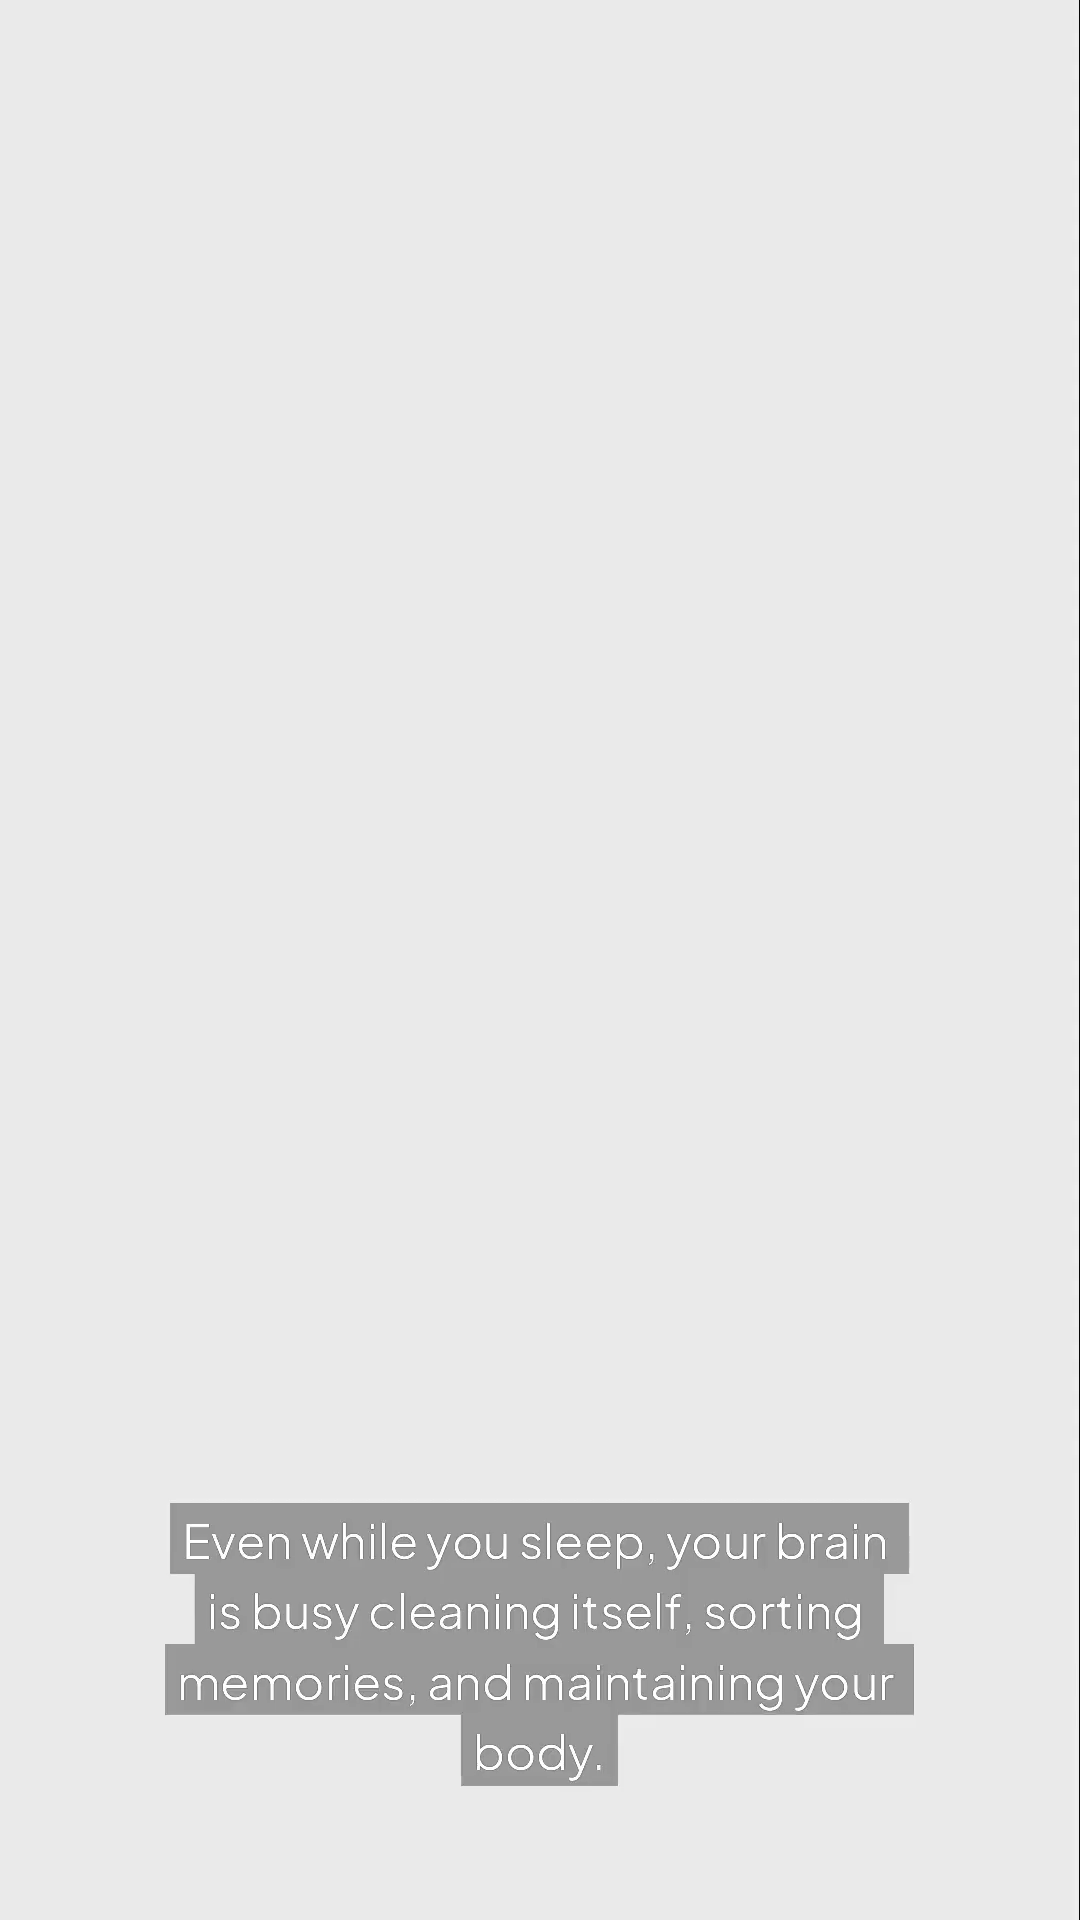 Even while you sleep, your brain
is busy cleaning itself, sorting
memories, and maintaining your
body.